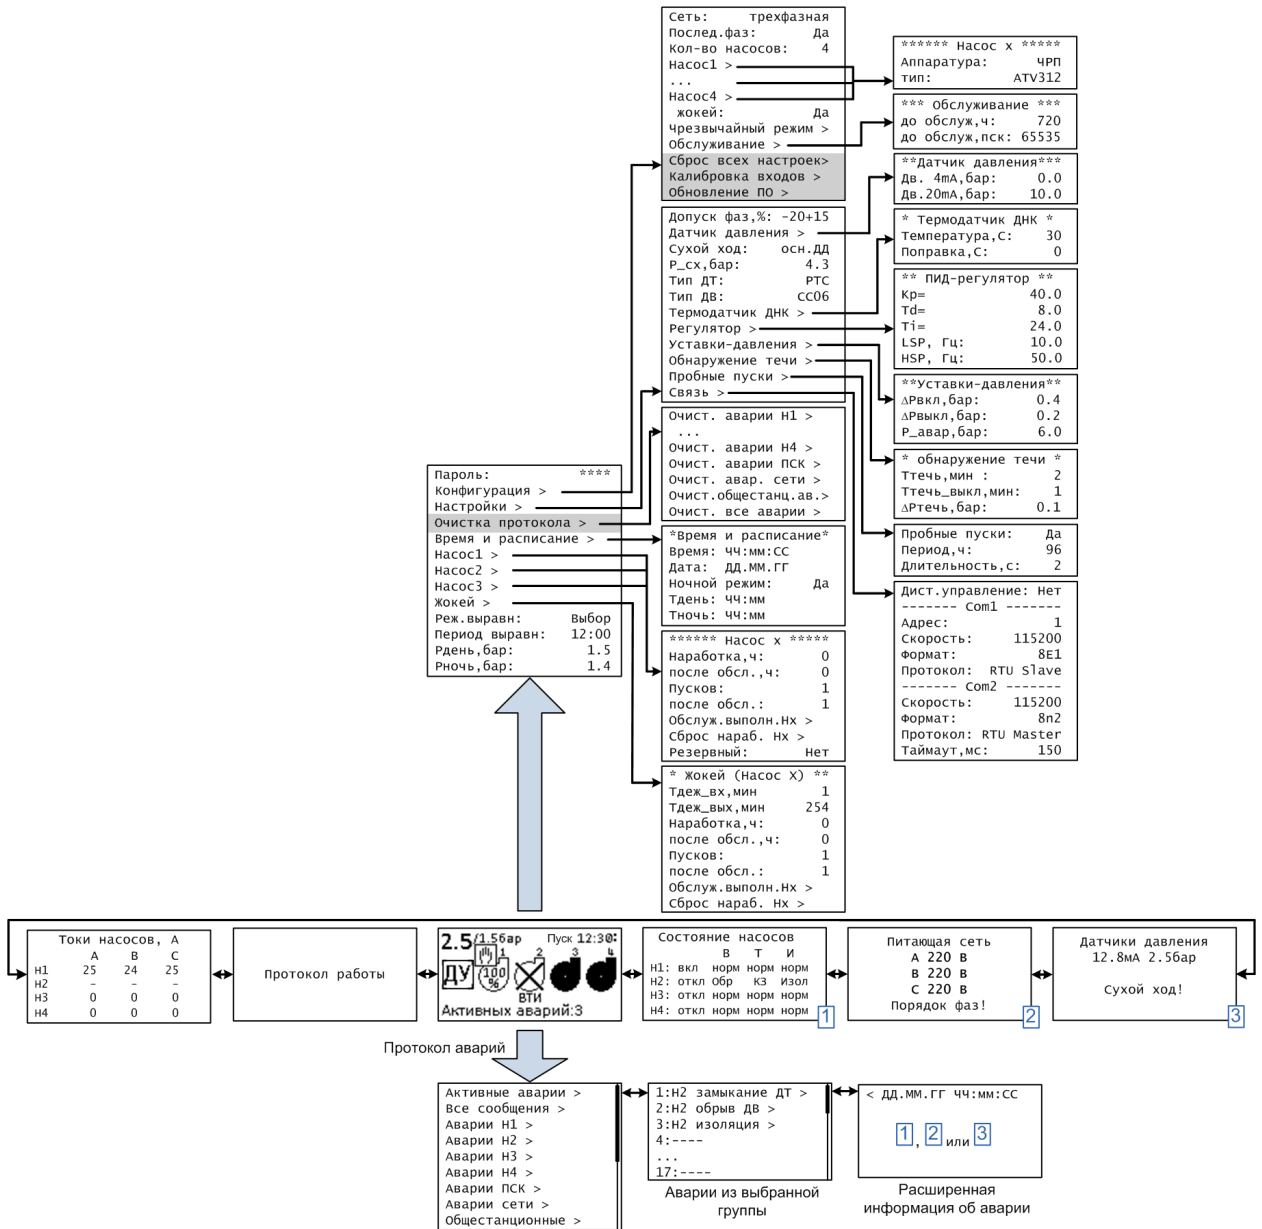 Сеть: трехфазная
Послед.фаз: Да
Кол-во насосов: 4
Насос1 >
...
Насос4 >
жокей: Да
Чрезвычайный режим >
Обслуживание >
Сброс всех настроек>
Калибровка входов >
Обновление ПО >
****** Насос x *****
Аппаратура: ЧРП
тип: ATV312
*** Обслуживание ***
до обслуж,ч: 720
до обслуж,пск: 65535
**Датчик давления***
Дв. 4mA,бар: 0.0
Дв.20mA,бар: 10.0
* Термодатчик ДНК *
Температура,С: 30
Поправка,С: 0
** ПИД-регулятор **
Kp= 40.0
Td= 8.0
Ti= 24.0
LSP, Гц: 10.0
HSP, Гц: 50.0
**Уставки-давления**
ΔРвкл,бар: 0.4
ΔРвыкл,бар: 0.2
Р_авар,бар: 6.0
* обнаружение течи *
Ттечь,мин : 2
Ттечь_выкл,мин: 1
ΔРтечь,бар: 0.1
Пробные пуски: Да
Период,ч: 96
Длительность,с: 2
Дист.управление: Нет
------- Com1 -------
Адрес: 1
Скорость: 115200
Формат: 8E1
Протокол: RTU Slave
------- Com2 -------
Скорость: 115200
Формат: 8n2
Протокол: RTU Master
Таймаут,мс: 150
Допуск фаз,%: -20+15
Датчик давления >
Сухой ход: осн.ДД
Р_сх,бар: 4.3
Тип ДТ: РТС
Тип ДВ: СС06
Термодатчик ДНК >
Регулятор >
Уставки-давления >
Обнаружение течи >
Пробные пуски >
Связь >
Очист. аварии Н1 >
...
Очист. аварии Н4 >
Очист. аварии ПСК >
Очист. авар. сети >
Очист.общестанц.ав.>
Очист. все аварии >
*Время и расписание*
Время: ЧЧ:мм:СС
Дата: ДД.ММ.ГГ
Ночной режим: Да
Тдень: ЧЧ:мм
Тночь: ЧЧ:мм
****** Насос x *****
Наработка,ч: 0
после обсл.,ч: 0
Пусков: 1
после обсл.: 1
Обслуж.выполн.Нх >
Сброс нараб. Нх >
Резервный: Нет
* Жокей (Насос X) **
Тдеж_вх,мин 1
Тдеж_вых,мин 254
Наработка,ч: 0
после обсл.,ч: 0
Пусков: 1
после обсл.: 1
Обслуж.выполн.Нх >
Сброс нараб. Нх >
Пароль: ****
Конфигурация >
Настройки >
Очистка протокола >
Время и расписание >
Насос1 >
Насос2 >
Насос3 >
Жокей >
Реж.выравн: Выбор
Период выравн: 12:00
Рдень,бар: 1.5
Рночь,бар: 1.4
Токи насосов, А
А В С
Н1 25 24 25
Н2 – – –
Н3 0 0 0
Н4 0 0 0
Протокол работы
2.5/1.5бар Пуск 12:30:
1 2 3 4
ДУ 100 %
ВТИ
Активных аварий:3
Состояние насосов
В Т И
Н1: вкл норм норм норм
Н2: откл обр КЗ Изол
Н3: откл норм норм норм
Н4: откл норм норм норм
1
Питающая сеть
А 220 В
В 220 В
С 220 В
Порядок фаз!
2
Датчики давления
12.8мА 2.56бар
Сухой ход!
3
Протокол аварий
Активные аварии >
Все сообщения >
Аварии Н1 >
Аварии Н2 >
Аварии Н3 >
Аварии Н4 >
Аварии ПСК >
Аварии сети >
Общестанционные >
1:Н2 замыкание ДТ >
2:Н2 обрыв ДВ >
3:Н2 изоляция >
4:----
...
17:----
Аварии из выбранной
группы
< ДД.ММ.ГГ ЧЧ:мм:СС
1, 2 или 3
Расширенная
информация об аварии